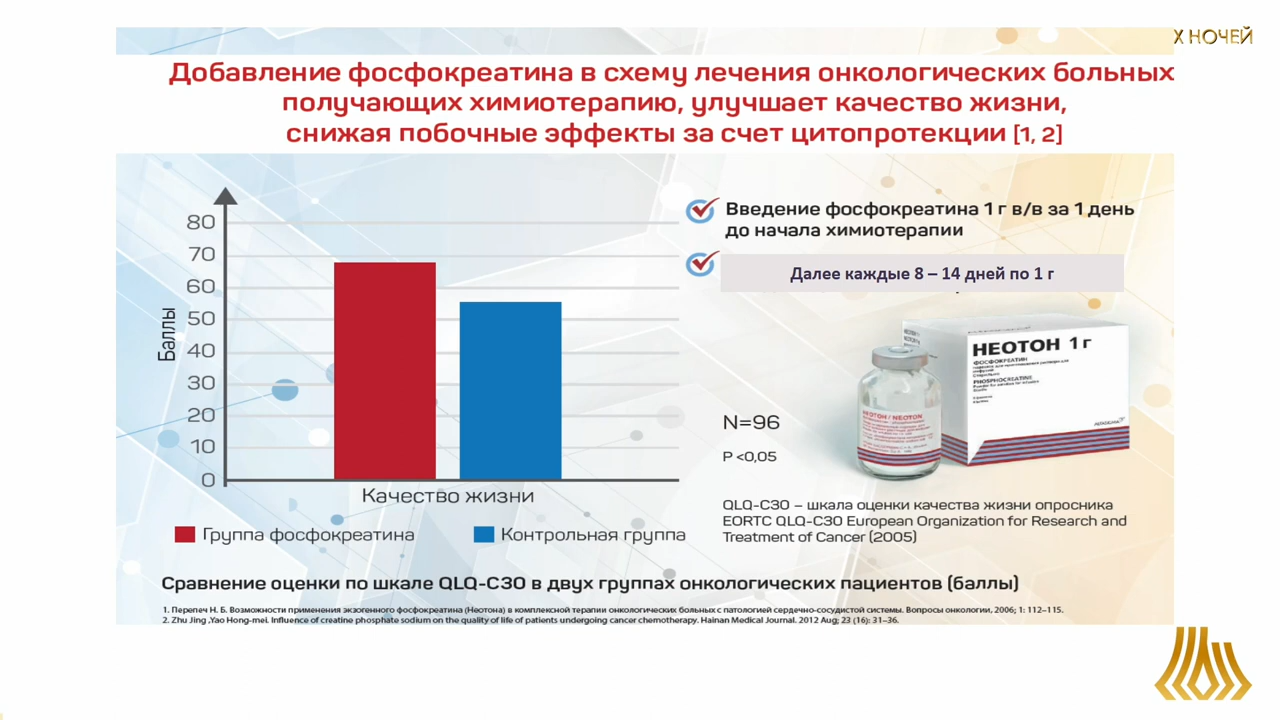 Х НОЧЕЙ
Добавление фосфокреатина в схему лечения онкологических больных
получающих химиотерапию, улучшает качество жизни,
снижая побочные эффекты за счет цитопротекции [1, 2]
80
70
60
50
40
30
20
10
0
Баллы
Качество жизни
Группа фосфокреатина
Контрольная группа
Введение фосфокреатина 1 г в/в за 1 день
до начала химиотерапии
Далее каждые 8 – 14 дней по 1 г
НЕОТОН 1 г
ФОСФОКРЕАТИН
PHOSPHOCREATINE
НЕОТОН / NEOTON
N=96
P <0,05
QLQ-C30 – шкала оценки качества жизни опросника
EORTC QLQ-C30 European Organization for Research and
Treatment of Cancer (2005)
Сравнение оценки по шкале QLQ-C30 в двух группах онкологических пациентов (баллы)
1. Перепеч Н. Б. Возможности применения экзогенного фосфокреатина (Неотона) в комплексной терапии онкологических больных с патологией сердечно-сосудистой системы. Вопросы онкологии, 2006; 1: 112–115.
2. Zhu Jing ,Yao Hong-mei. Influence of creatine phosphate sodium on the quality of life of patients undergoing cancer chemotherapy. Hainan Medical Journal. 2012 Aug; 23 (16): 31–36.